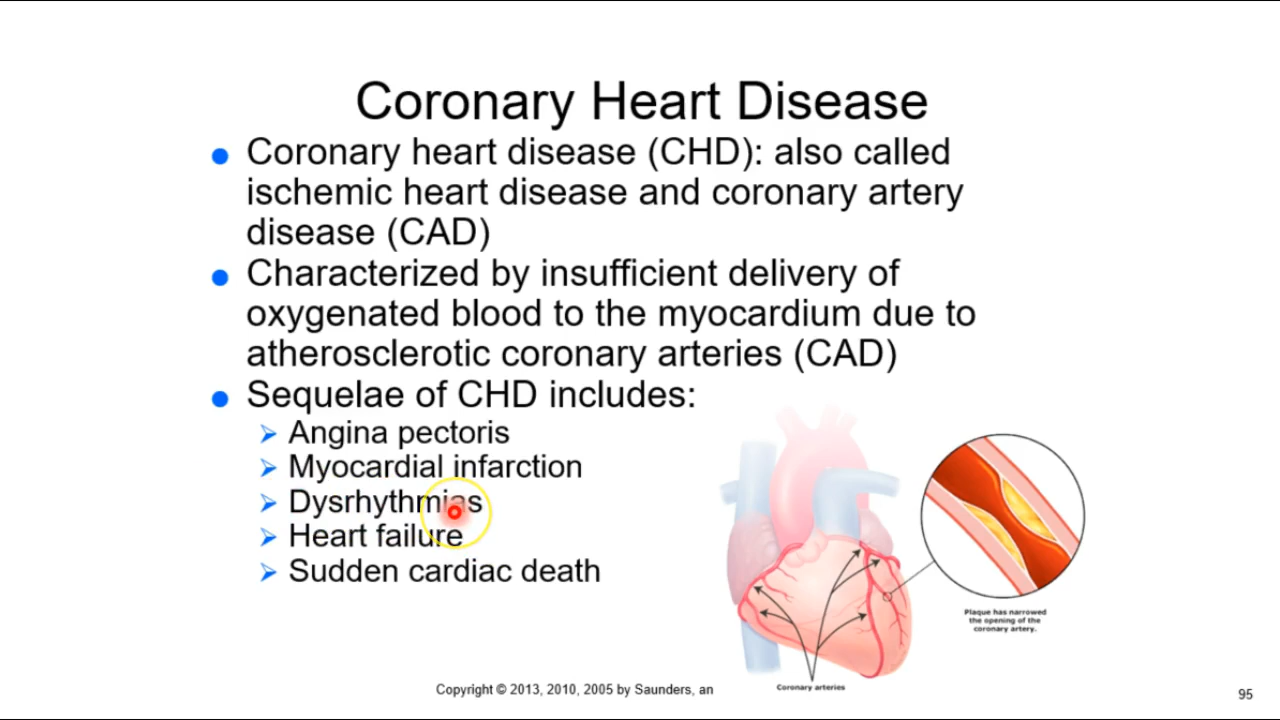 Coronary Heart Disease
Coronary heart disease (CHD): also called
ischemic heart disease and coronary artery
disease (CAD)
Characterized by insufficient delivery of
oxygenated blood to the myocardium due to
atherosclerotic coronary arteries (CAD)
Sequelae of CHD includes:
Angina pectoris
Myocardial infarction
Dysrhythmias
Heart failure
Sudden cardiac death
Plaque has narrowed
the opening of the
coronary artery.
Coronary arteries
Copyright © 2013, 2010, 2005 by Saunders, an
95